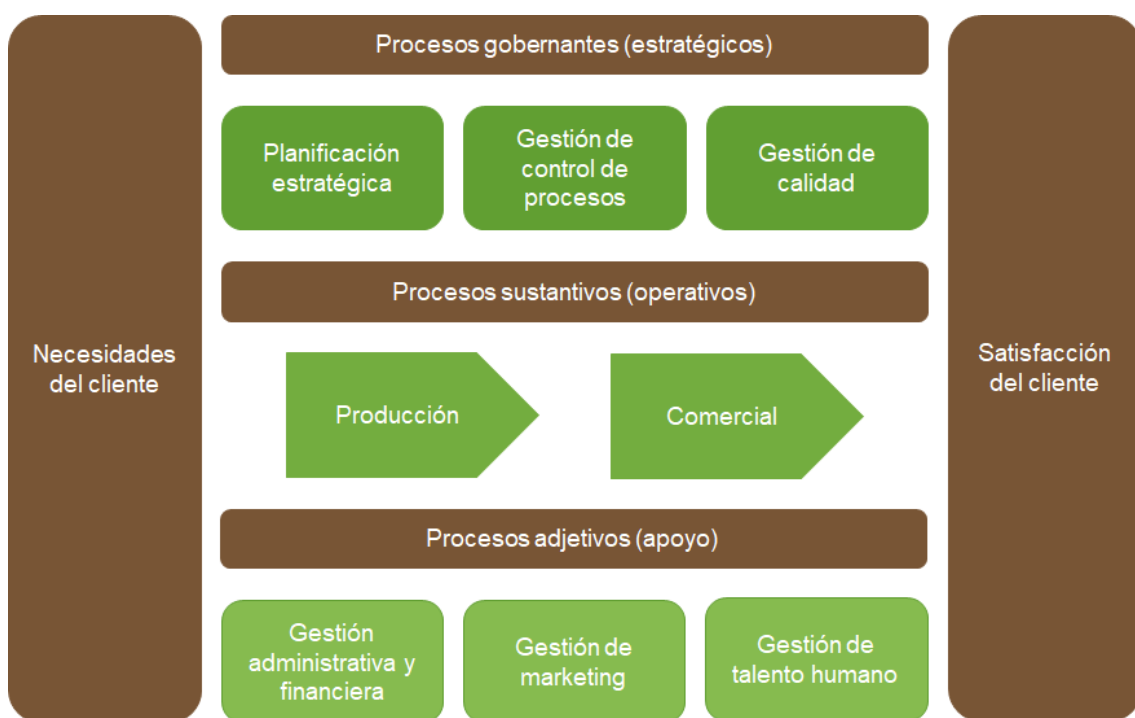 Procesos gobernantes (estratégicos)
Planificación
estratégica
Gestión de
control de
procesos
Gestión de
calidad
Procesos sustantivos (operativos)
Necesidades
del cliente
Producción
Comercial
Satisfacción
del cliente
Procesos adjetivos (apoyo)
Gestión
administrativa y
financiera
Gestión de
marketing
Gestión de
talento humano